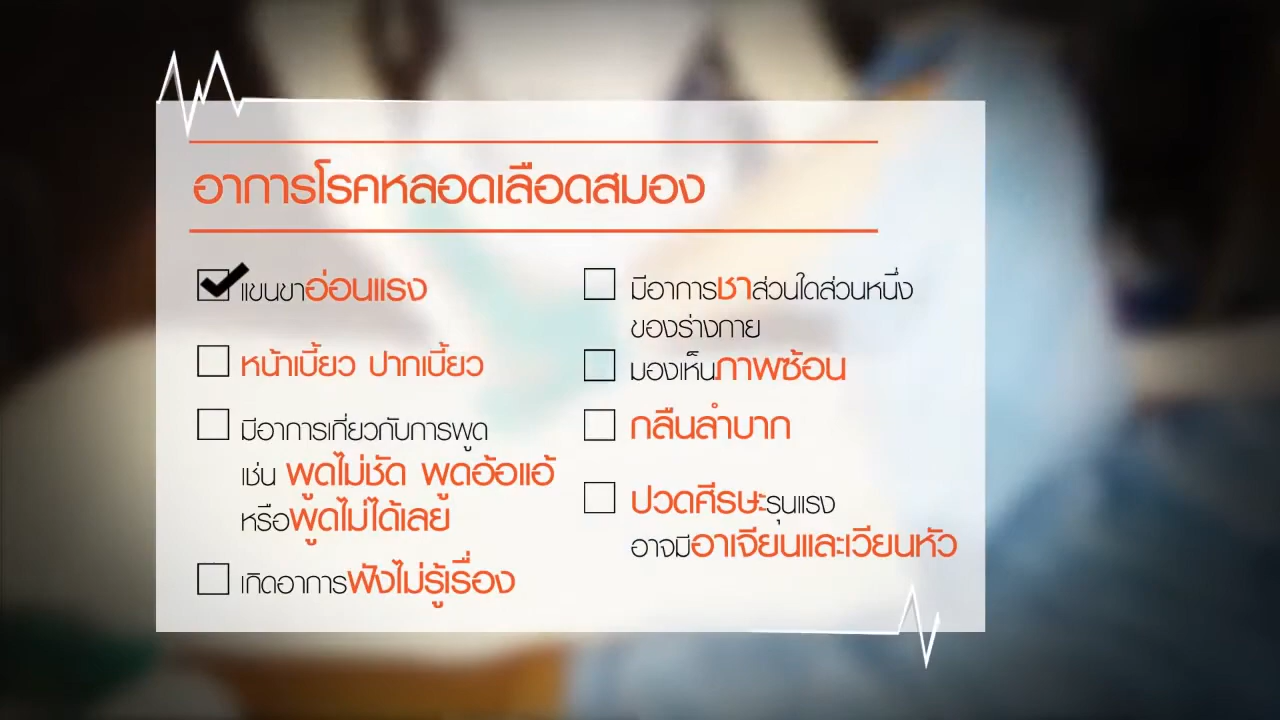 อาการโรคหลอดเลือดสมอง
แขนขาอ่อนแรง
หน้าเบี้ยว ปากเบี้ยว
มีอาการเกี่ยวกับการพูด
เช่น พูดไม่ชัด พูดอ้อแอ้
หรือพูดไม่ได้เลย
เกิดอาการฟังไม่รู้เรื่อง
มีอาการชาส่วนใดส่วนหนึ่ง
ของร่างกาย
มองเห็นภาพซ้อน
กลืนลำบาก
ปวดศีรษะรุนแรง
อาจมีอาเจียนและเวียนหัว